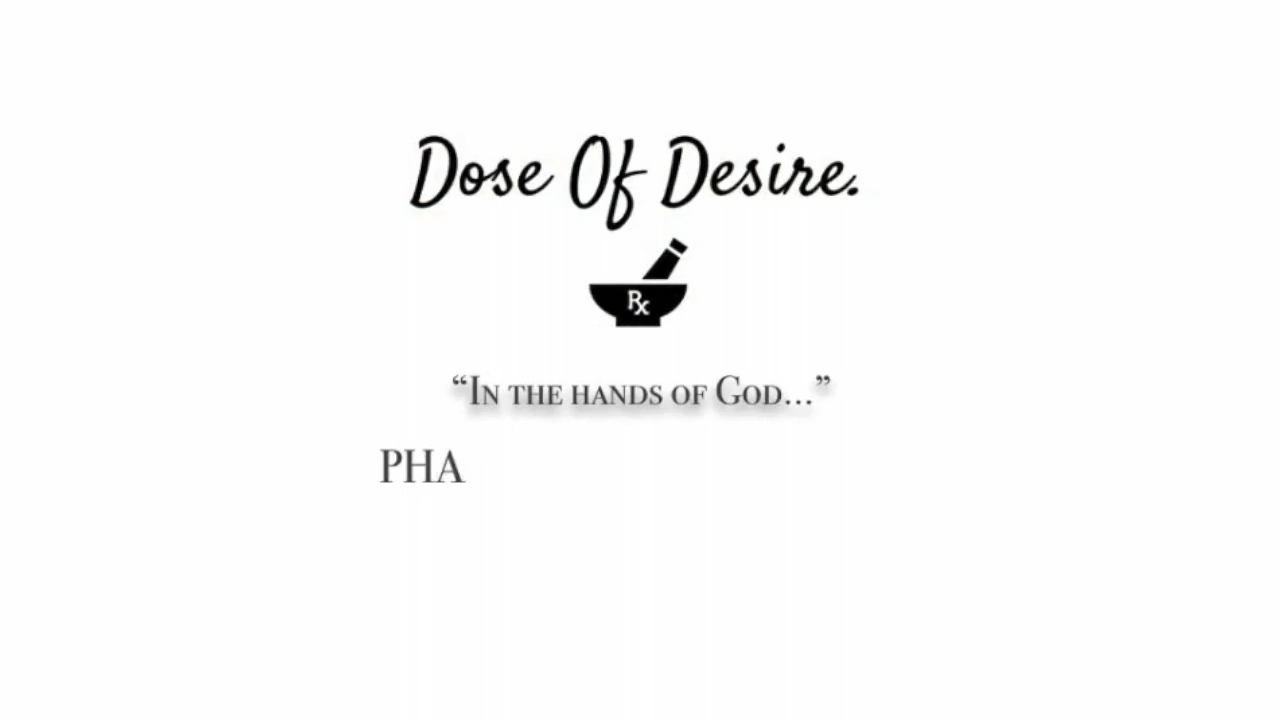 Dose Of Desire.
Rx
“In the hands of God...”
PHA